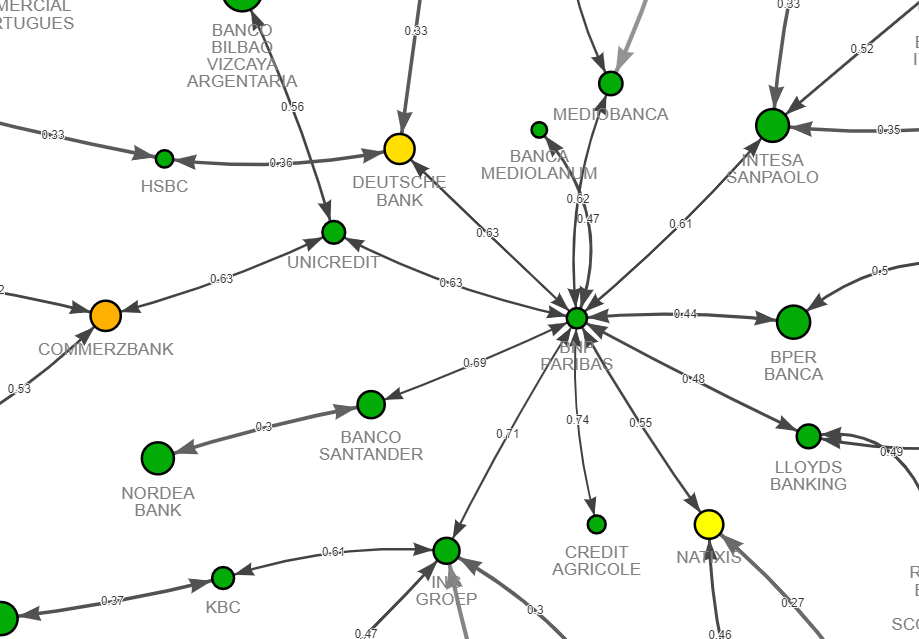 MERCIAL
RTUGUES
BANCO
BILBAO
VIZCAYA
ARGENTARIA
0.33
0.33
0.52
0.56
MEDIOBANCA
0.33
0.35
HSBC
0.36
DEUTSCHE
BANK
BANCA
MEDIOLANUM
INTESA
SANPAOLO
0.62
0.47
0.61
0.63
UNICREDIT
0.63
0.63
0.5
2
COMMERZBANK
0.44
BNP
PARIBAS
BPER
BANCA
0.53
0.69
0.48
0.3
BANCO
SANTANDER
0.71
0.74
0.55
0.49
LLOYDS
BANKING
NORDEA
BANK
0.61
KBC
0.37
ING
GROEP
CREDIT
AGRICOLE
NATIXIS
0.3
0.27
0.47
0.46
SCO